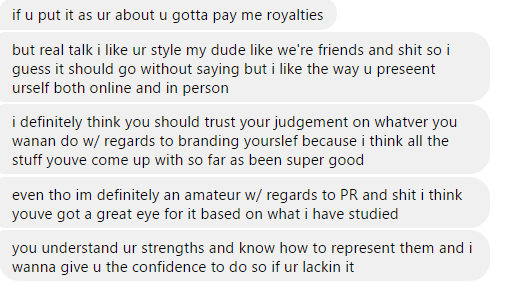 if u put it as ur about u gotta pay me royalties
but real talk i like ur style my dude like we're friends and shit so i
guess it should go without saying but i like the way u preseent
urself both online and in person
i definitely think you should trust your judgement on whatver you
wanan do w/ regards to branding yourslef because i think all the
stuff youve come up with so far as been super good
even tho im definitely an amateur w/ regards to PR and shit i think
youve got a great eye for it based on what i have studied
you understand ur strengths and know how to represent them and i
wanna give u the confidence to do so if ur lackin it